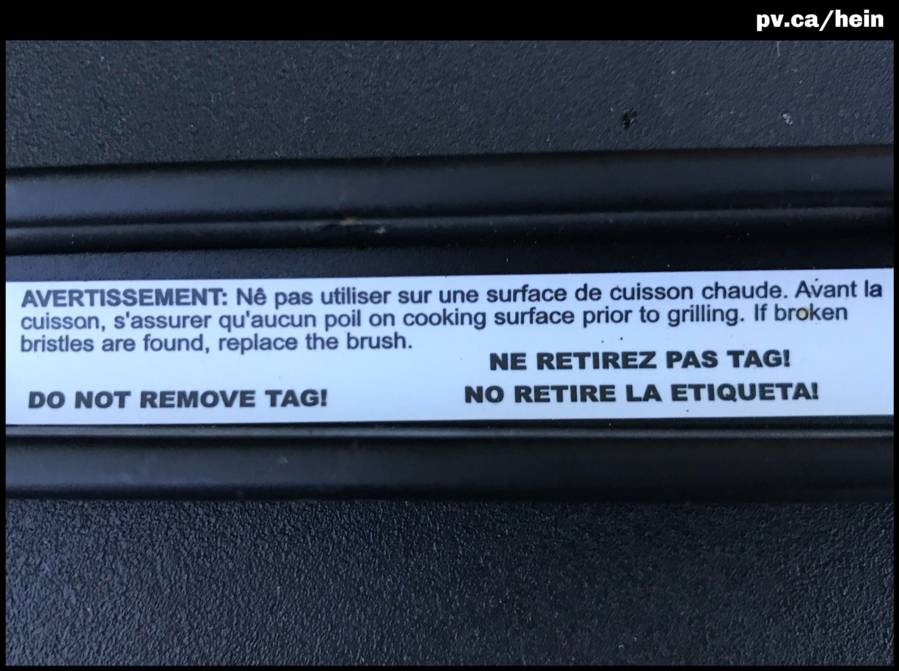 pv.ca/hein
AVERTISSEMENT: Nê pas utiliser sur une surface de cuisson chaude. Avant la
cuisson, s'assurer qu'aucun poil on cooking surface prior to grilling. If broken
bristles are found, replace the brush.
NE RETIREZ PAS TAG!
DO NOT REMOVE TAG!
NO RETIRE LA ETIQUETA!